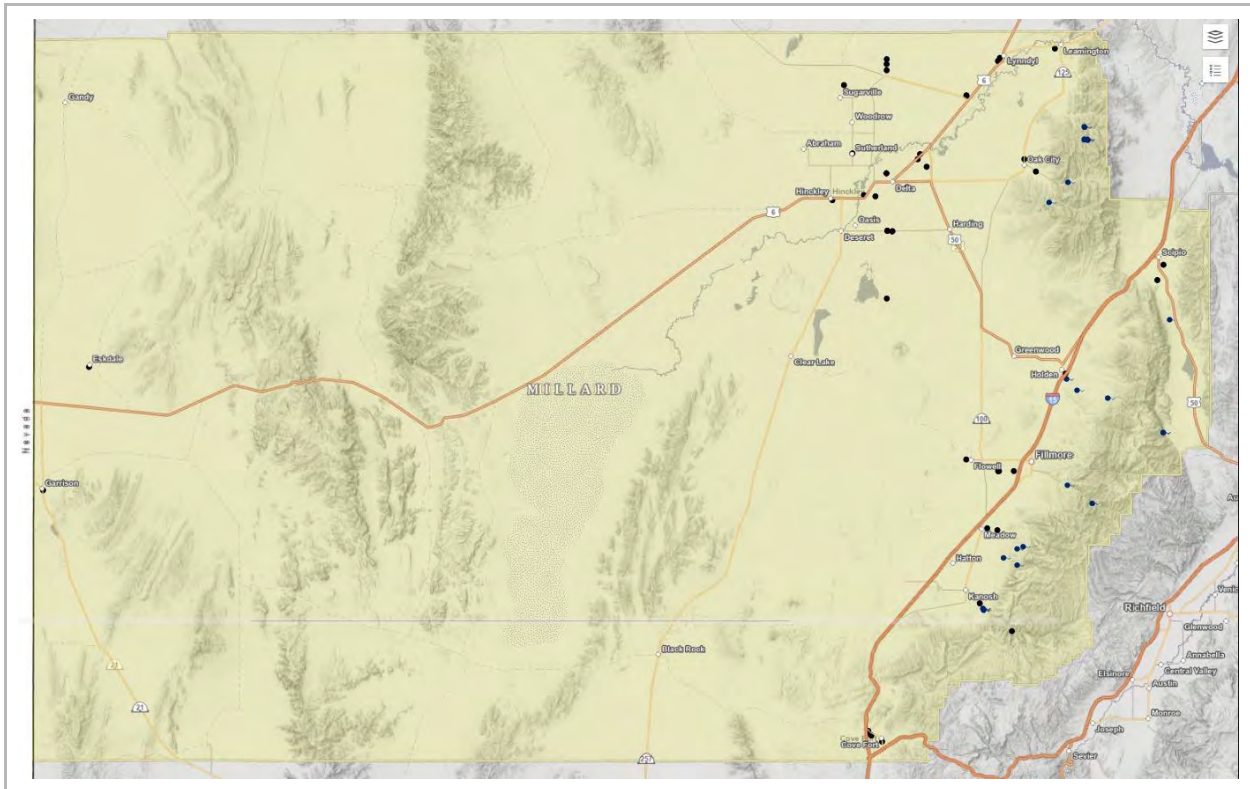 Leamington
Lynndyl
6
125
Gandy
Sugarville
Woodrow
Abraham
Sutherland
Oak City
Delta
Hinckley
6
Oasis
Deseret
Harding
50
Scipio
Eskdale
Greenwood
Clear Lake
Holden
MILLARD
15
50
100
Nevada
Flowell
Fillmore
Garrison
Meadow
Hatton
Kanosh
Richfield
Glenwood
Black Rock
Annabella
21
Central Valley
Elsinore
Austin
21
Monroe
Joseph
Cove Fort
257
Sevier